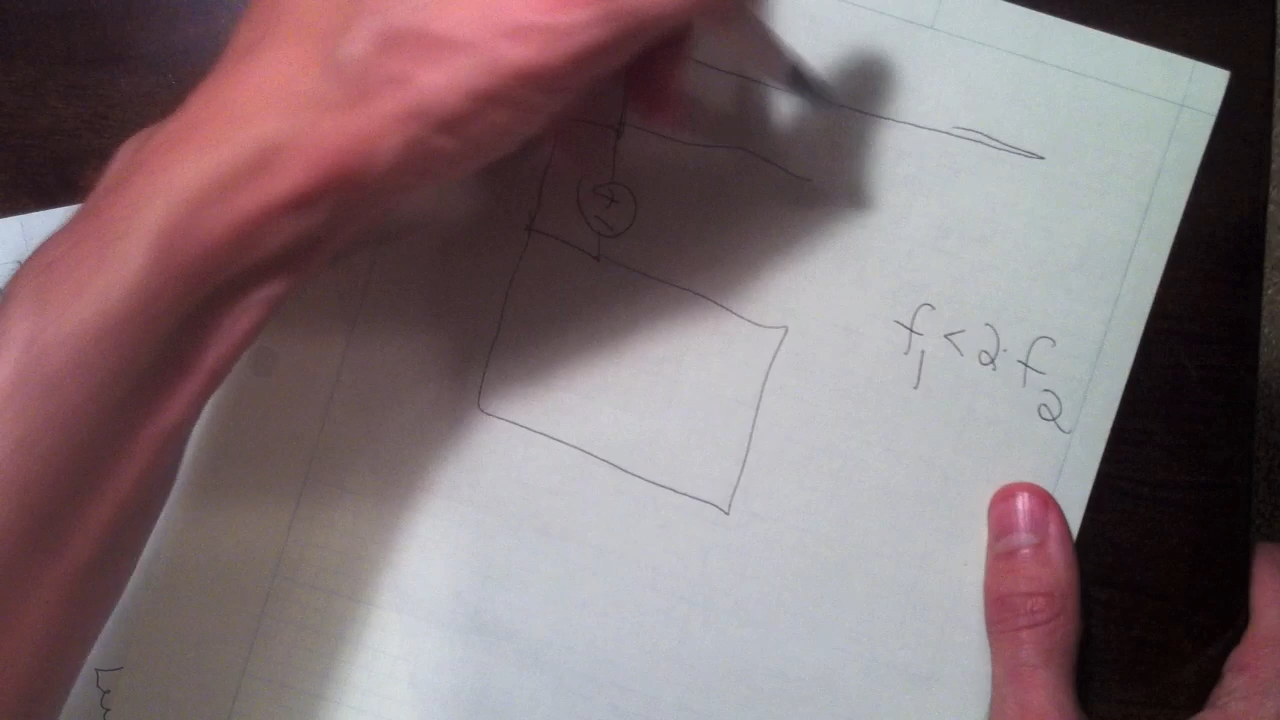 +
−
f₁ < 2·f₂